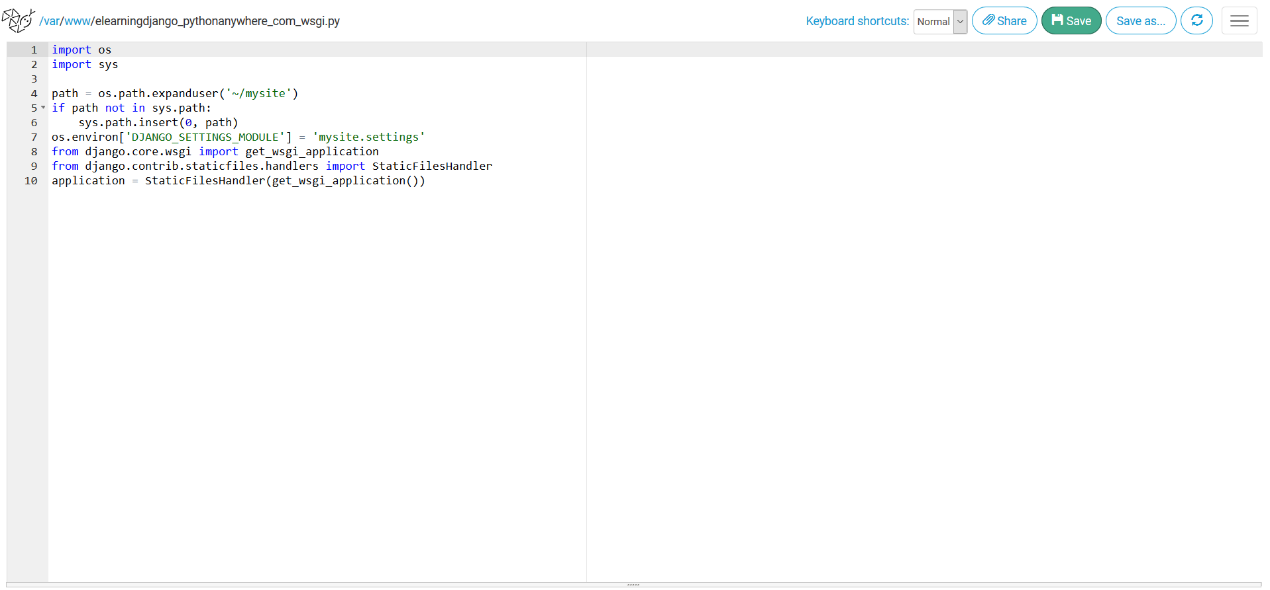 /var/www/elearningdjango_pythonanywhere_com_wsgi.py Keyboard shortcuts: Normal Share Save Save as...
1 import os
2 import sys
3
4 path = os.path.expanduser('~/mysite')
5 if path not in sys.path:
6     sys.path.insert(0, path)
7 os.environ['DJANGO_SETTINGS_MODULE'] = 'mysite.settings'
8 from django.core.wsgi import get_wsgi_application
9 from django.contrib.staticfiles.handlers import StaticFilesHandler
10 application = StaticFilesHandler(get_wsgi_application())